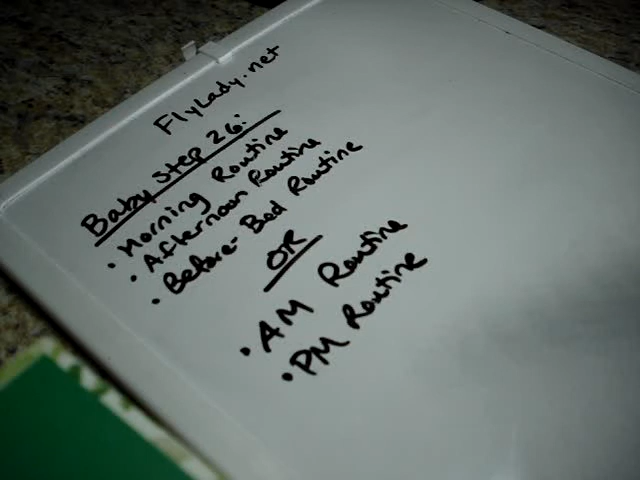 FlyLady.net
Baby Step 26:
• Morning Routine
• Afternoon Routine
• Before-Bed Routine
OR
• AM Routine
• PM Routine